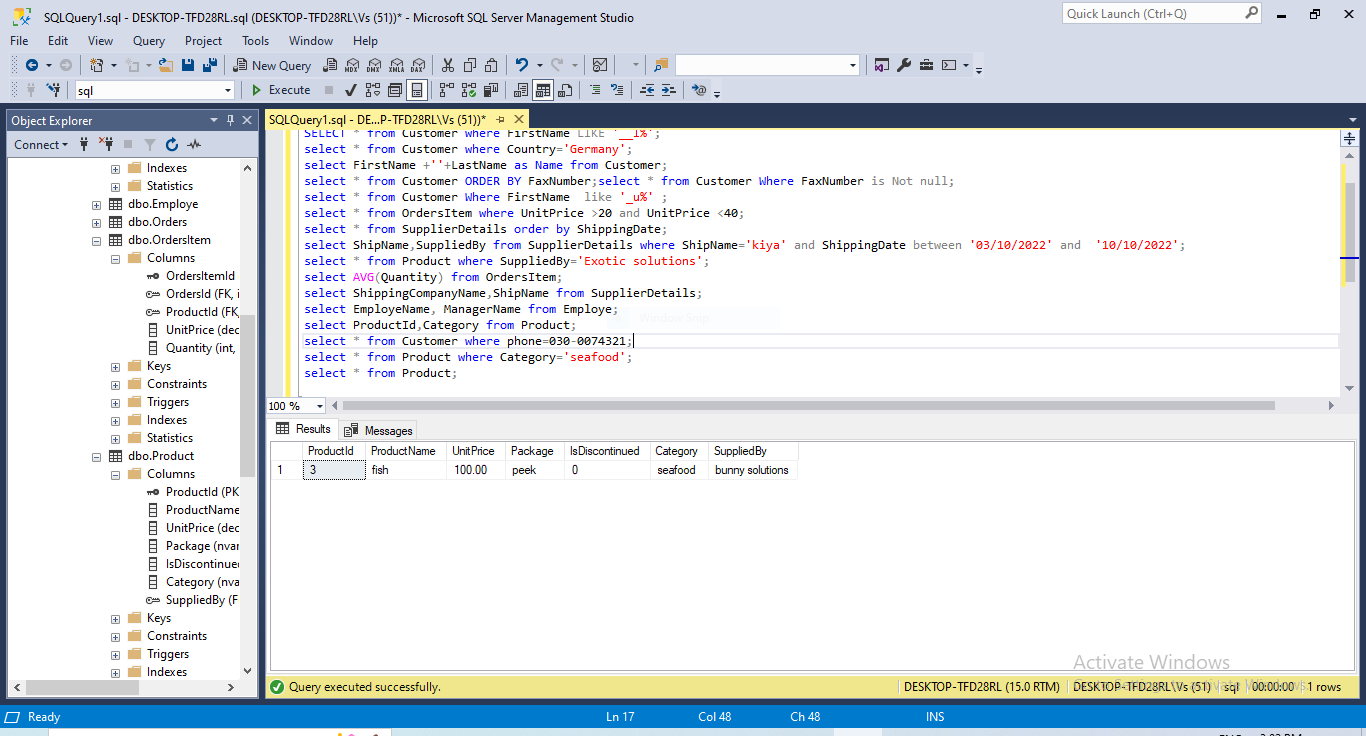 SQLQuery1.sql - DESKTOP-TFD28RL.sql (DESKTOP-TFD28RL\Vs (51))* - Microsoft SQL Server Management Studio
Quick Launch (Ctrl+Q)
File Edit View Query Project Tools Window Help
New Query MDX DMX XMLA DAX
sql Execute
Object Explorer
SQLQuery1.sql - DE...P-TFD28RL\Vs (51))*
Connect
Indexes
Statistics
dbo.Employe
dbo.Orders
dbo.OrdersItem
Columns
OrdersItemId
OrdersId (FK, i
ProductId (FK,
UnitPrice (dec
Quantity (int,
Keys
Constraints
Triggers
Indexes
Statistics
dbo.Product
Columns
ProductId (PK
ProductName
UnitPrice (dec
Package (nvar
IsDiscontinue
Category (nva
SuppliedBy (F
Keys
Constraints
Triggers
Indexes
SELECT * from Customer where FirstName LIKE '__i%';
select * from Customer where Country='Germany';
select FirstName +''+LastName as Name from Customer;
select * from Customer ORDER BY FaxNumber;select * from Customer Where FaxNumber is Not null;
select * from Customer Where FirstName  like '_u%' ;
select * from OrdersItem where UnitPrice >20 and UnitPrice <40;
select * from SupplierDetails order by ShippingDate;
select ShipName,SuppliedBy from SupplierDetails where ShipName='kiya' and ShippingDate between '03/10/2022' and  '10/10/2022';
select * from Product where SuppliedBy='Exotic solutions';
select AVG(Quantity) from OrdersItem;
select ShippingCompanyName,ShipName from SupplierDetails;
select EmployeName, ManagerName from Employe;
select ProductId,Category from Product;
select * from Customer where phone=030-0074321;
select * from Product where Category='seafood';
select * from Product;
100 %
Results Messages
ProductId ProductName UnitPrice Package IsDiscontinued Category SuppliedBy
1 3 fish 100.00 peek 0 seafood bunny solutions
Activate Windows
Query executed successfully. DESKTOP-TFD28RL (15.0 RTM) DESKTOP-TFD28RL\Vs (51) sql 00:00:00 1 rows
Ready Ln 17 Col 48 Ch 48 INS